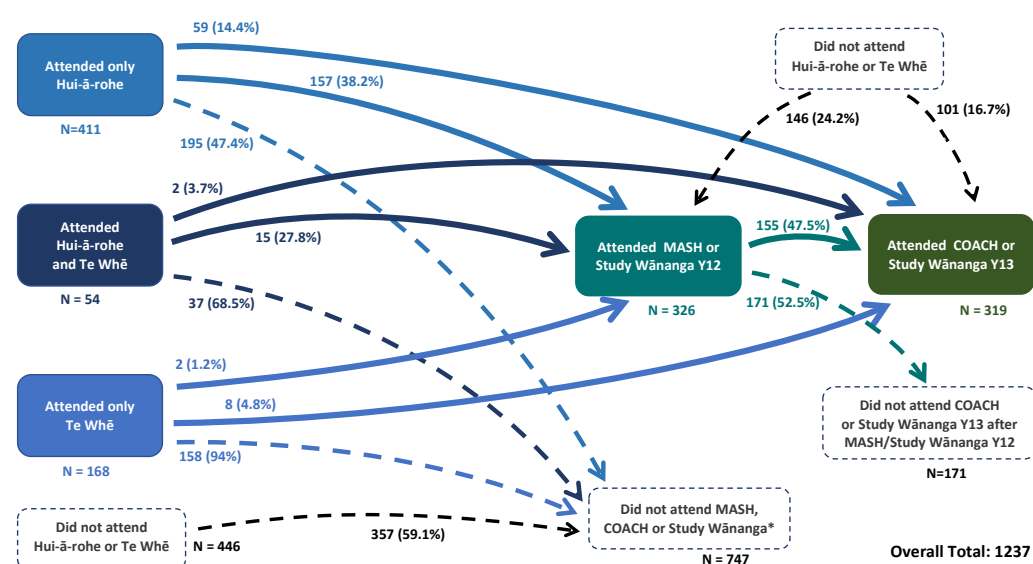 59 (14.4%)
Attended only
Hui-ā-rohe
N=411
157 (38.2%)
195 (47.4%)
Did not attend
Hui-ā-rohe or Te Whē
146 (24.2%)
101 (16.7%)
2 (3.7%)
Attended
Hui-ā-rohe
and Te Whē
N = 54
15 (27.8%)
37 (68.5%)
Attended MASH or
Study Wānanga Y12
N = 326
155 (47.5%)
171 (52.5%)
Attended COACH or
Study Wānanga Y13
N = 319
2 (1.2%)
Attended only
Te Whē
N = 168
8 (4.8%)
158 (94%)
Did not attend COACH
or Study Wānanga Y13 after
MASH/Study Wānanga Y12
N=171
Did not attend
Hui-ā-rohe or Te Whē
N = 446
357 (59.1%)
Did not attend MASH,
COACH or Study Wānanga*
N = 747
Overall Total: 1237